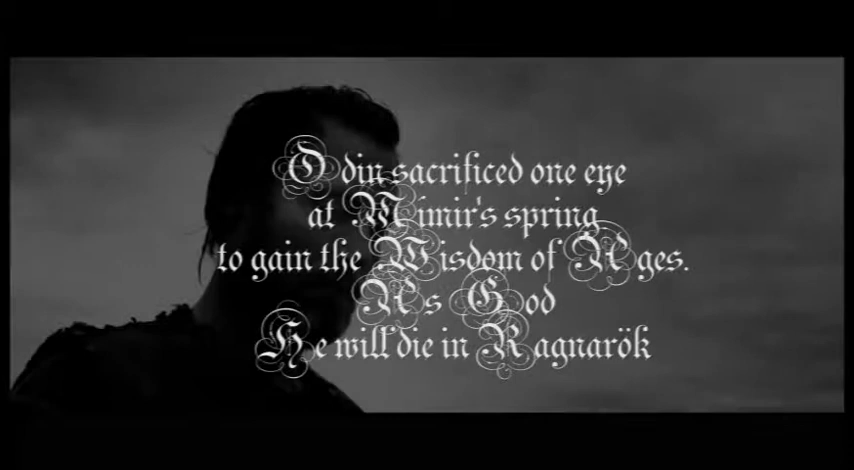 Odin sacrificed one eye
at Mimir's spring
to gain the Wisdom of Ages.
As God
He will die in Ragnarök